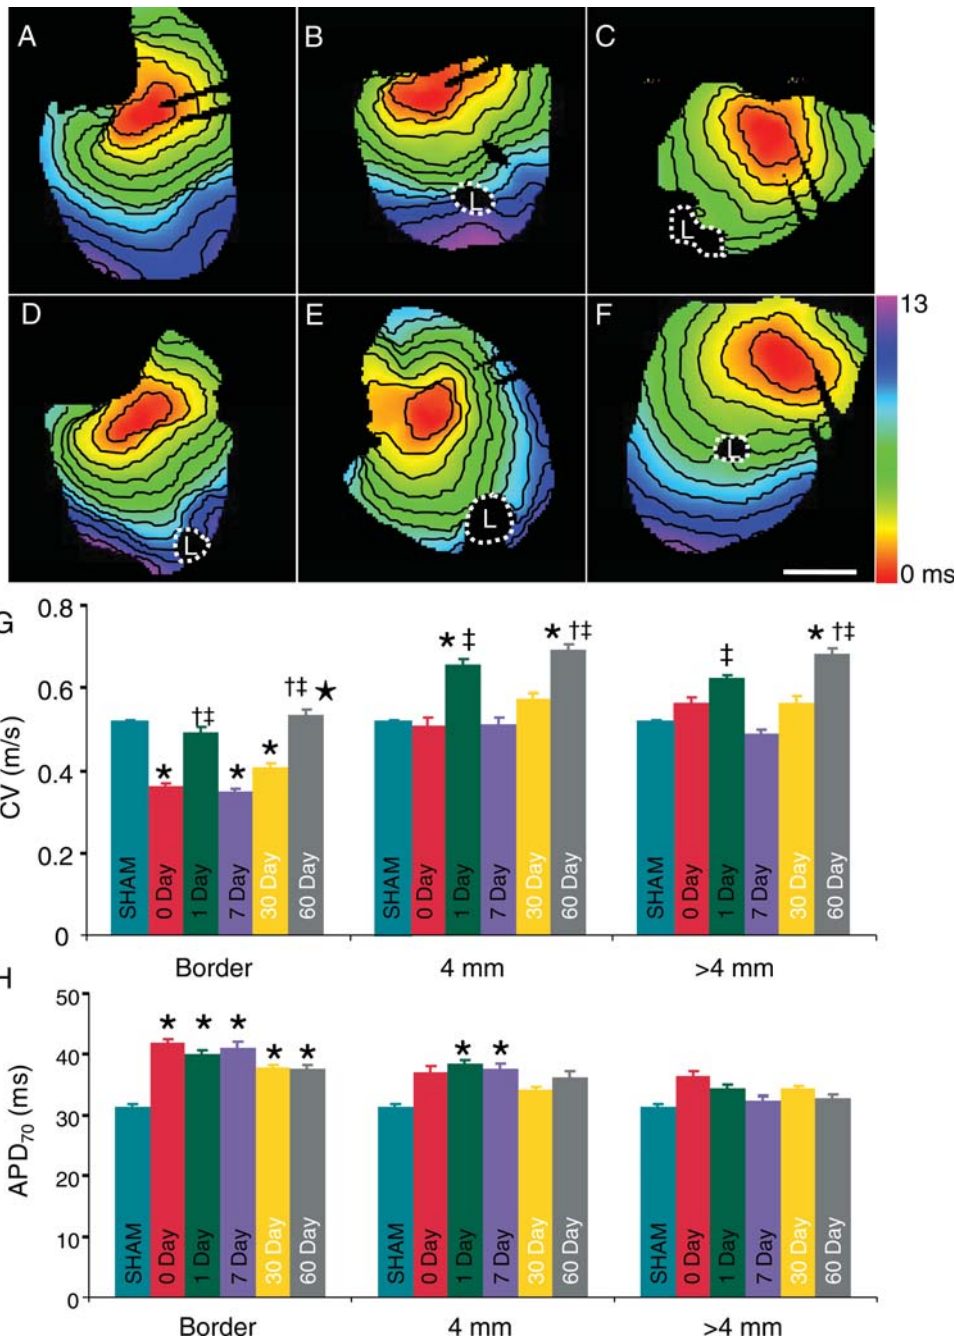 A B C
L L
D E F
L L L
13
0 ms
G
0.8
0.6
0.4
0.2
0
CV (m/s)
*
†‡
*
*
†‡ ★
* ‡
* †‡
‡
* †‡
SHAM 0 Day 1 Day 7 Day 30 Day 60 Day
SHAM 0 Day 1 Day 7 Day 30 Day 60 Day
SHAM 0 Day 1 Day 7 Day 30 Day 60 Day
Border 4 mm >4 mm
H
50
40
30
20
10
0
APD70 (ms)
* * * * *
* *
SHAM 0 Day 1 Day 7 Day 30 Day 60 Day
SHAM 0 Day 1 Day 7 Day 30 Day 60 Day
SHAM 0 Day 1 Day 7 Day 30 Day 60 Day
Border 4 mm >4 mm